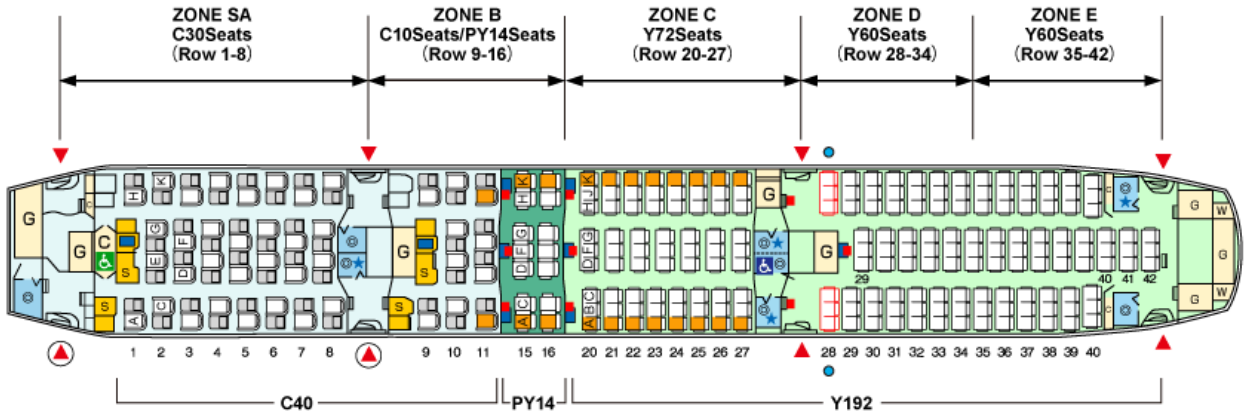 ZONE SA
C30Seats
(Row 1-8)
ZONE B
C10Seats/PY14Seats
(Row 9-16)
ZONE C
Y72Seats
(Row 20-27)
ZONE D
Y60Seats
(Row 28-34)
ZONE E
Y60Seats
(Row 35-42)
H K H K H J K G
G C G W
G C E G D F S G S D F G D F G G G
29 40 41 42
S A C S A C A B C G W
1 2 3 4 5 6 7 8 9 10 11 15 16 20 21 22 23 24 25 26 27 28 29 30 31 32 33 34 35 36 37 38 39 40
C40 PY14 Y192